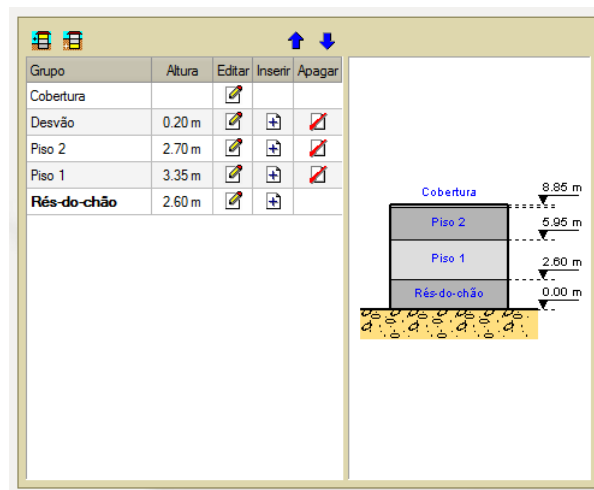 Grupo Altura Editar Inserir Apagar
Cobertura
Desvão 0.20 m
Piso 2 2.70 m
Piso 1 3.35 m
Rés-do-chão 2.60 m
Cobertura 8.85 m
Piso 2 5.95 m
Piso 1 2.60 m
Rés-do-chão 0.00 m